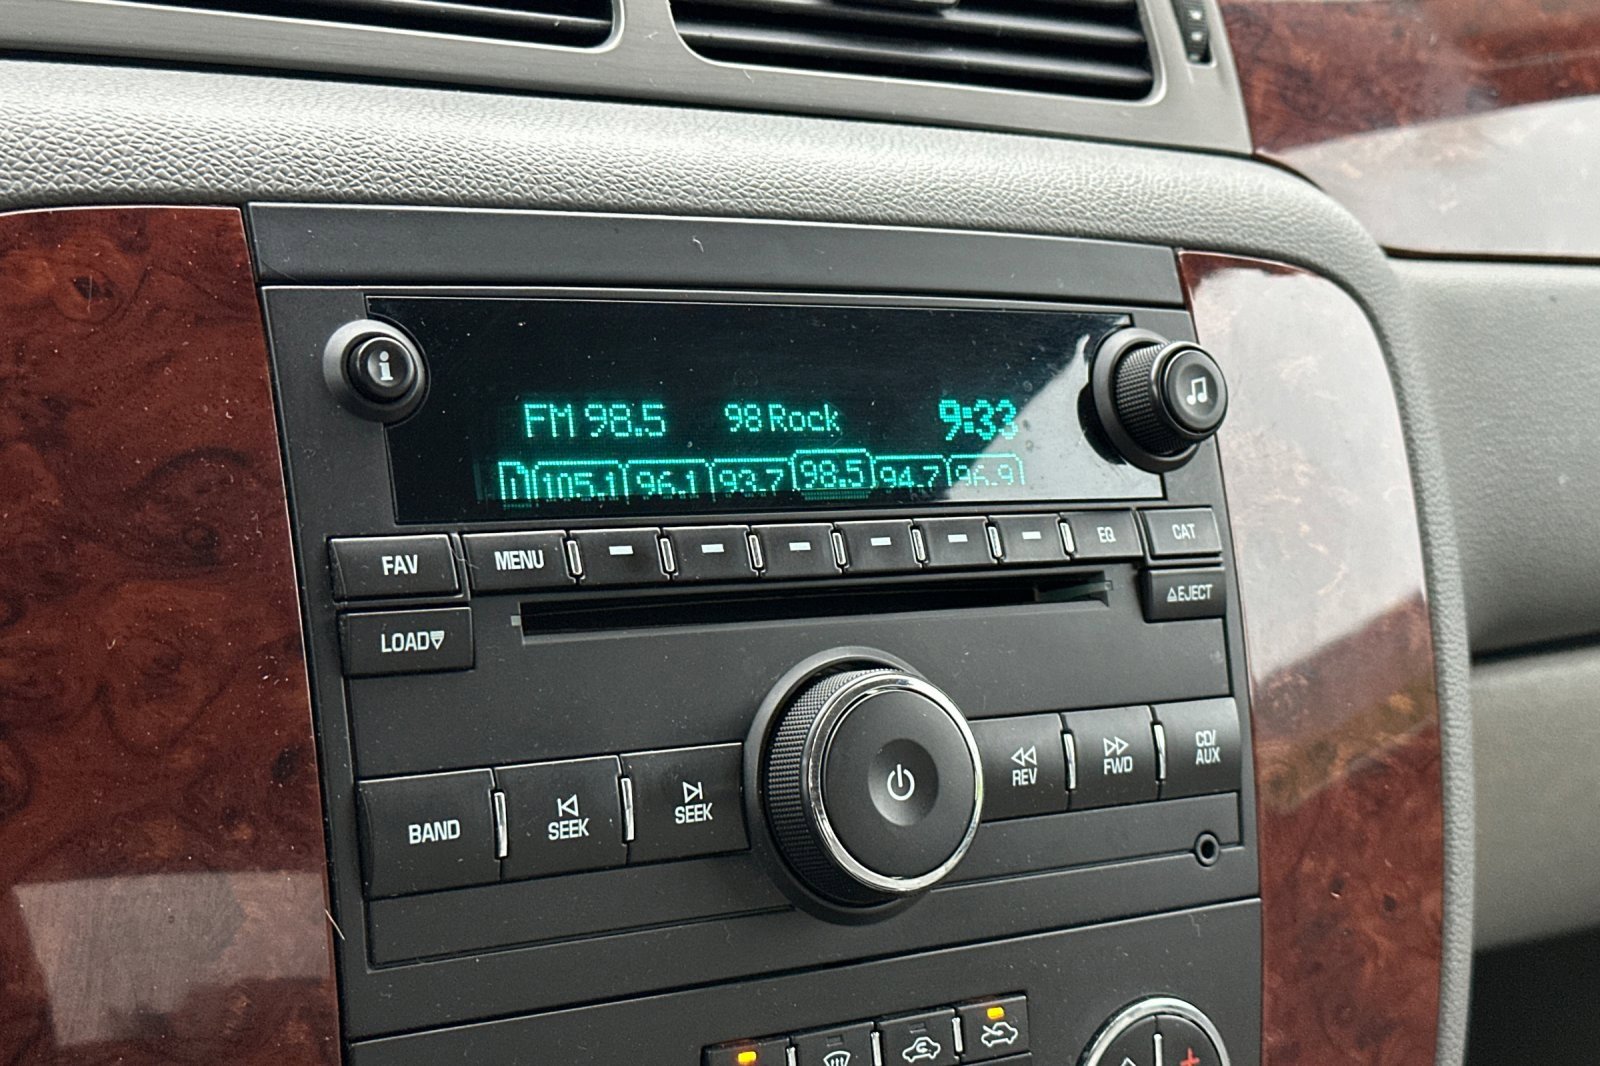 i
FM 98.5 98 Rock 9:33
1 105.1 96.1 93.7 98.5 94.7 96.9
FAV MENU EQ CAT
LOAD EJECT
BAND SEEK SEEK REV FWD CD/
AUX